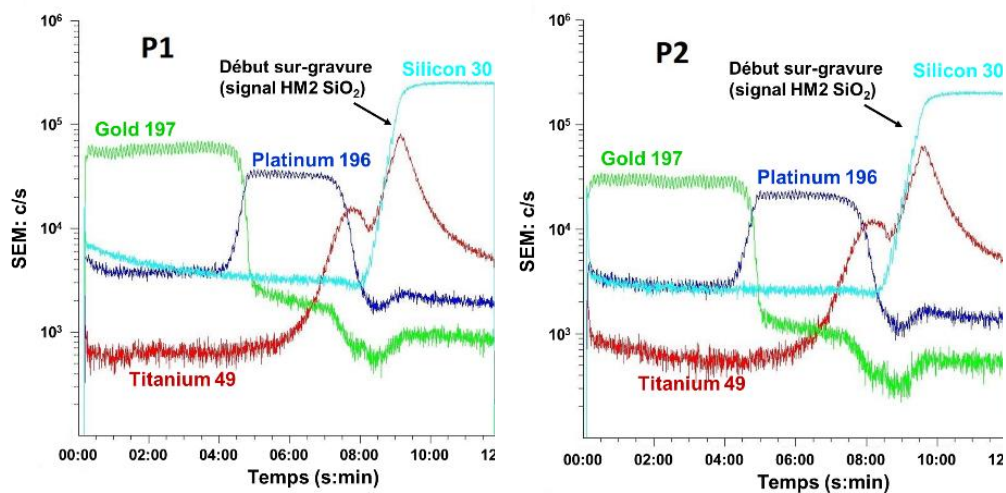 P1
Début sur-gravure
(signal HM2 SiO₂)
Silicon 30
Gold 197
Platinum 196
Titanium 49
SEM: c/s
10⁶
10⁵
10⁴
10³
00:00 02:00 04:00 06:00 08:00 10:00 12
Temps (s:min)
P2
Début sur-gravure
(signal HM2 SiO₂)
Silicon 30
Gold 197
Platinum 196
Titanium 49
SEM: c/s
10⁶
10⁵
10⁴
10³
00:00 02:00 04:00 06:00 08:00 10:00 12
Temps (s:min)